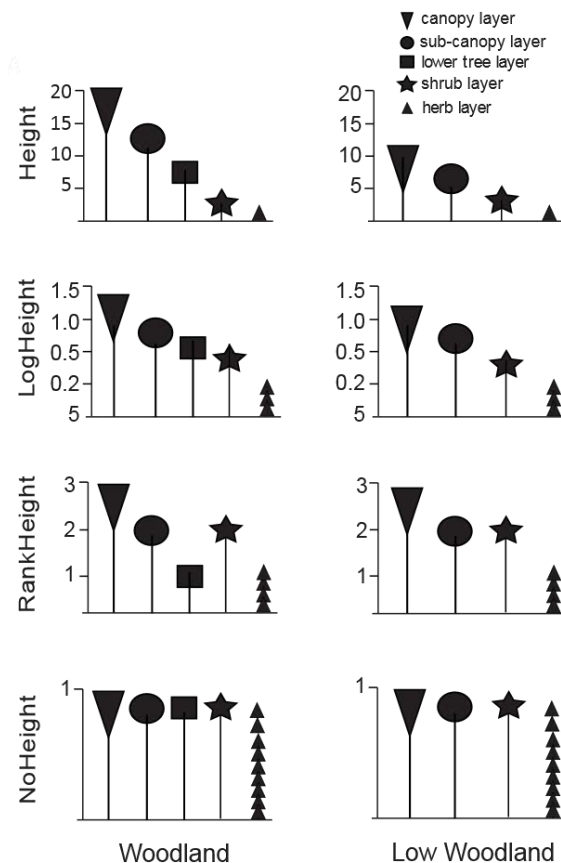 canopy layer
sub-canopy layer
lower tree layer
shrub layer
herb layer
Height
20
15
10
5
20
15
10
5
LogHeight
1.5
1.0
0.5
0.2
5
1.5
1.0
0.5
0.2
5
RankHeight
3
2
1
3
2
1
NoHeight
1
1
Woodland
Low Woodland